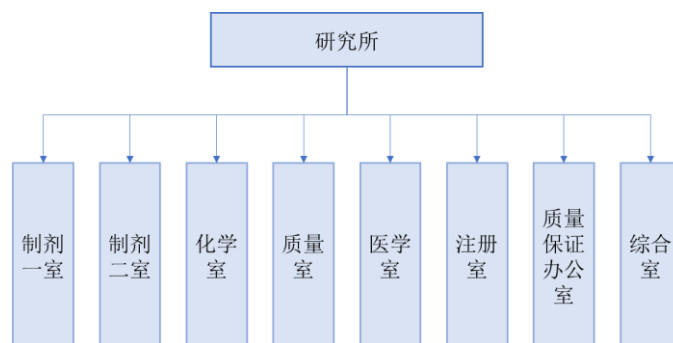 研究所
制剂
一室
制剂
二室
化学
室
质量
室
医学
室
注册
室
质量
保证
办公
室
综合
室